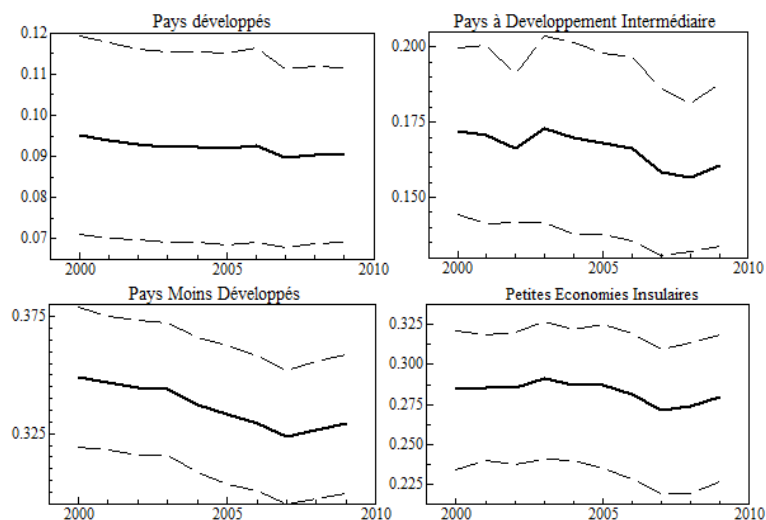 Pays développés
0.12
0.11
0.10
0.09
0.08
0.07
2000 2005 2010
Pays à Developpement Intermédiaire
0.200
0.175
0.150
2000 2005 2010
Pays Moins Développés
0.375
0.325
2000 2005 2010
Petites Economies Insulaires
0.325
0.300
0.275
0.250
0.225
2000 2005 2010